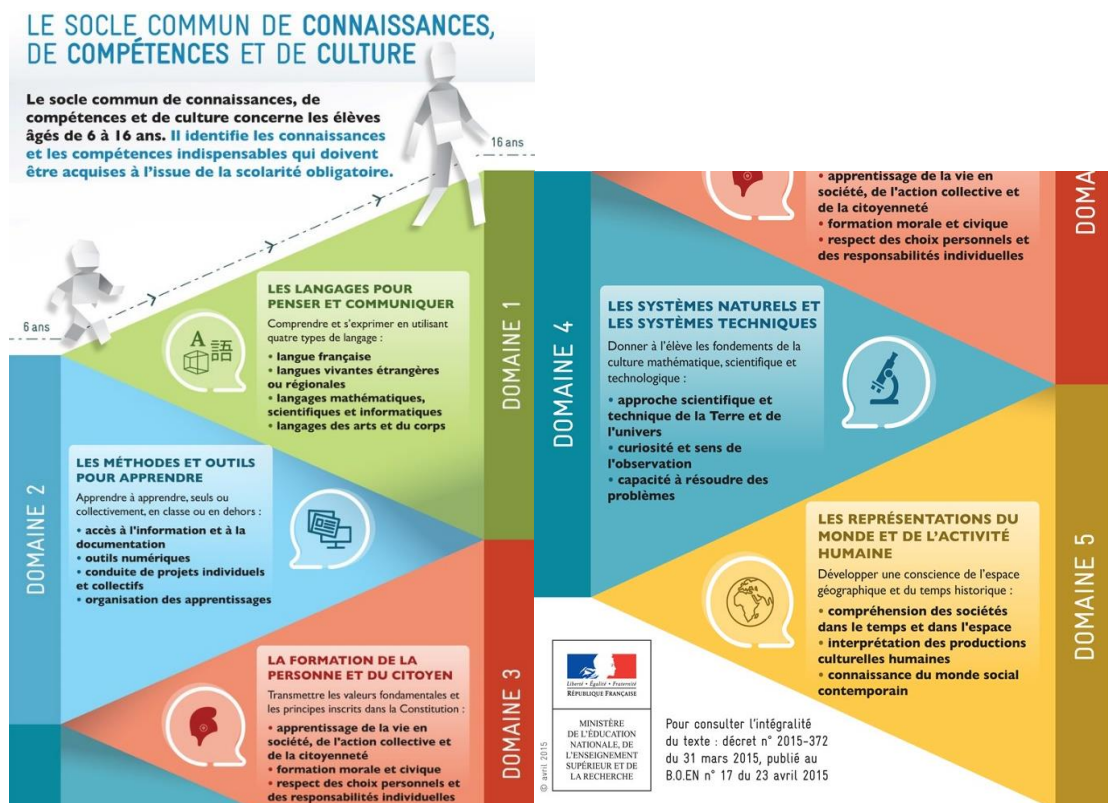 LE SOCLE COMMUN DE CONNAISSANCES,
DE COMPÉTENCES ET DE CULTURE
Le socle commun de connaissances, de
compétences et de culture concerne les élèves
âgés de 6 à 16 ans. Il identifie les connaissances
et les compétences indispensables qui doivent
être acquises à l'issue de la scolarité obligatoire.
16 ans
6 ans
DOMAINE 1
LES LANGAGES POUR
PENSER ET COMMUNIQUER
Comprendre et s'exprimer en utilisant
quatre types de langage :
• langue française
• langues vivantes étrangères
ou régionales
• langages mathématiques,
scientifiques et informatiques
• langages des arts et du corps
A 語
DOMAINE 2
LES MÉTHODES ET OUTILS
POUR APPRENDRE
Apprendre à apprendre, seuls ou
collectivement, en classe ou en dehors :
• accès à l'information et à la
documentation
• outils numériques
• conduite de projets individuels
et collectifs
• organisation des apprentissages
DOMAINE 3
LA FORMATION DE LA
PERSONNE ET DU CITOYEN
Transmettre les valeurs fondamentales et
les principes inscrits dans la Constitution :
• apprentissage de la vie en
société, de l'action collective et
de la citoyenneté
• formation morale et civique
• respect des choix personnels et
des responsabilités individuelles
• apprentissage de la vie en
société, de l'action collective et
de la citoyenneté
• formation morale et civique
• respect des choix personnels et
des responsabilités individuelles
DOMA
DOMAINE 4
LES SYSTÈMES NATURELS ET
LES SYSTÈMES TECHNIQUES
Donner à l'élève les fondements de la
culture mathématique, scientifique et
technologique :
• approche scientifique et
technique de la Terre et de
l'univers
• curiosité et sens de
l'observation
• capacité à résoudre des
problèmes
DOMAINE 5
LES REPRÉSENTATIONS DU
MONDE ET DE L'ACTIVITÉ
HUMAINE
Développer une conscience de l'espace
géographique et du temps historique :
• compréhension des sociétés
dans le temps et dans l'espace
• interprétation des productions
culturelles humaines
• connaissance du monde social
contemporain
Liberté • Égalité • Fraternité
RÉPUBLIQUE FRANÇAISE
MINISTÈRE
DE L'ÉDUCATION
NATIONALE, DE
L'ENSEIGNEMENT
SUPÉRIEUR ET DE
LA RECHERCHE
© avril 2015
Pour consulter l'intégralité
du texte : décret n° 2015-372
du 31 mars 2015, publié au
B.O.EN n° 17 du 23 avril 2015